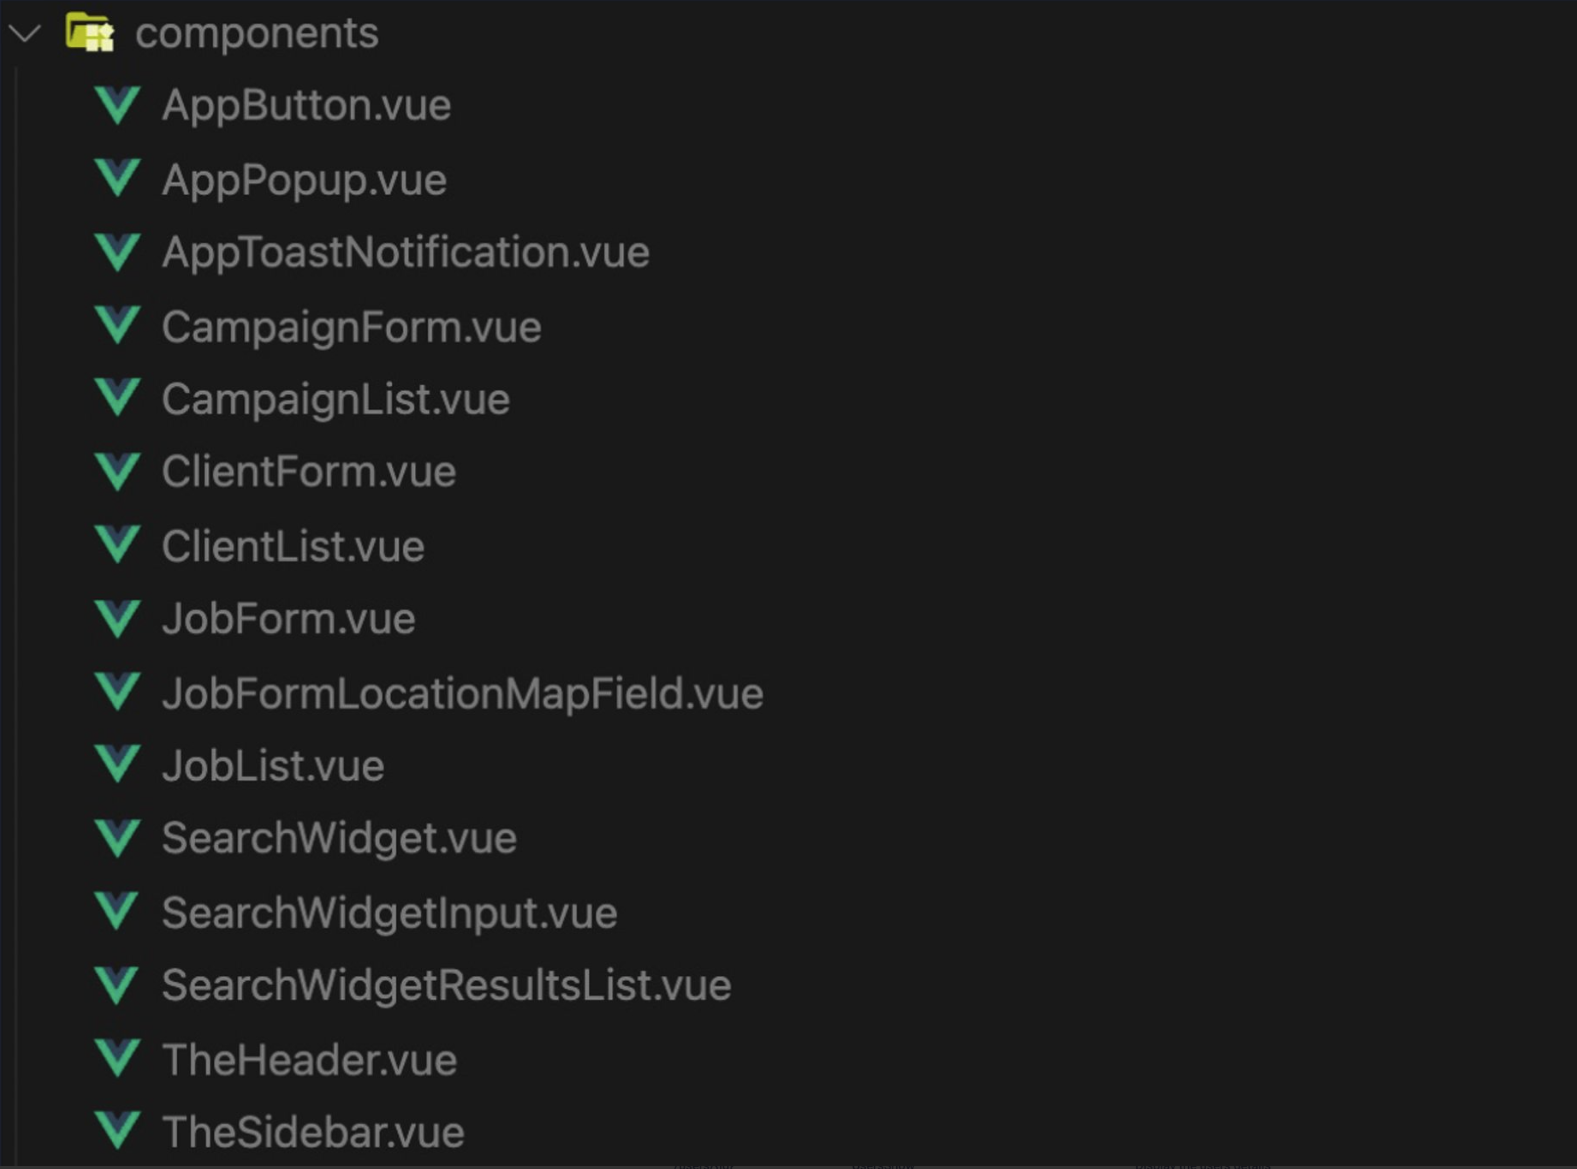 components
AppButton.vue
AppPopup.vue
AppToastNotification.vue
CampaignForm.vue
CampaignList.vue
ClientForm.vue
ClientList.vue
JobForm.vue
JobFormLocationMapField.vue
JobList.vue
SearchWidget.vue
SearchWidgetInput.vue
SearchWidgetResultsList.vue
TheHeader.vue
TheSidebar.vue